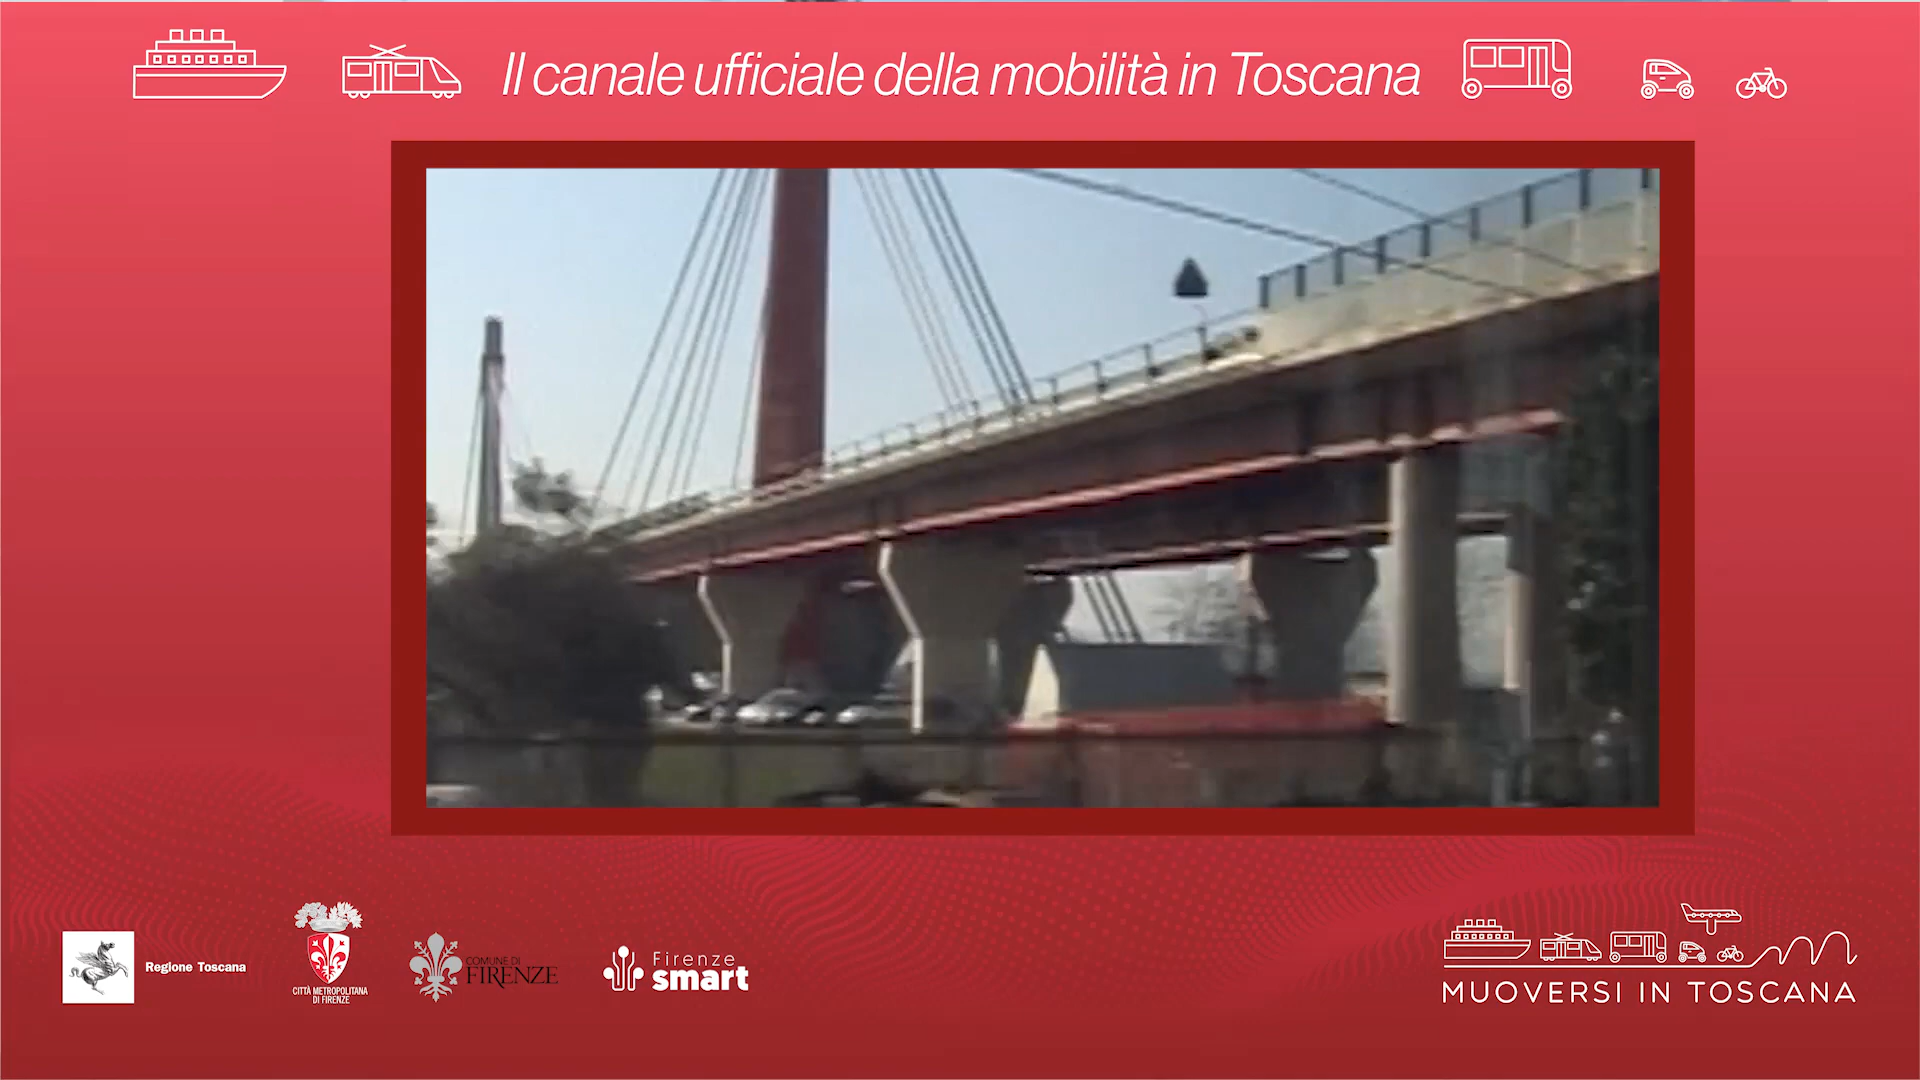 Il canale ufficiale della mobilità in Toscana
Regione Toscana
CITTÀ METROPOLITANA
DI FIRENZE
COMUNE DI
FIRENZE
Firenze
smart
MUOVERSI IN TOSCANA